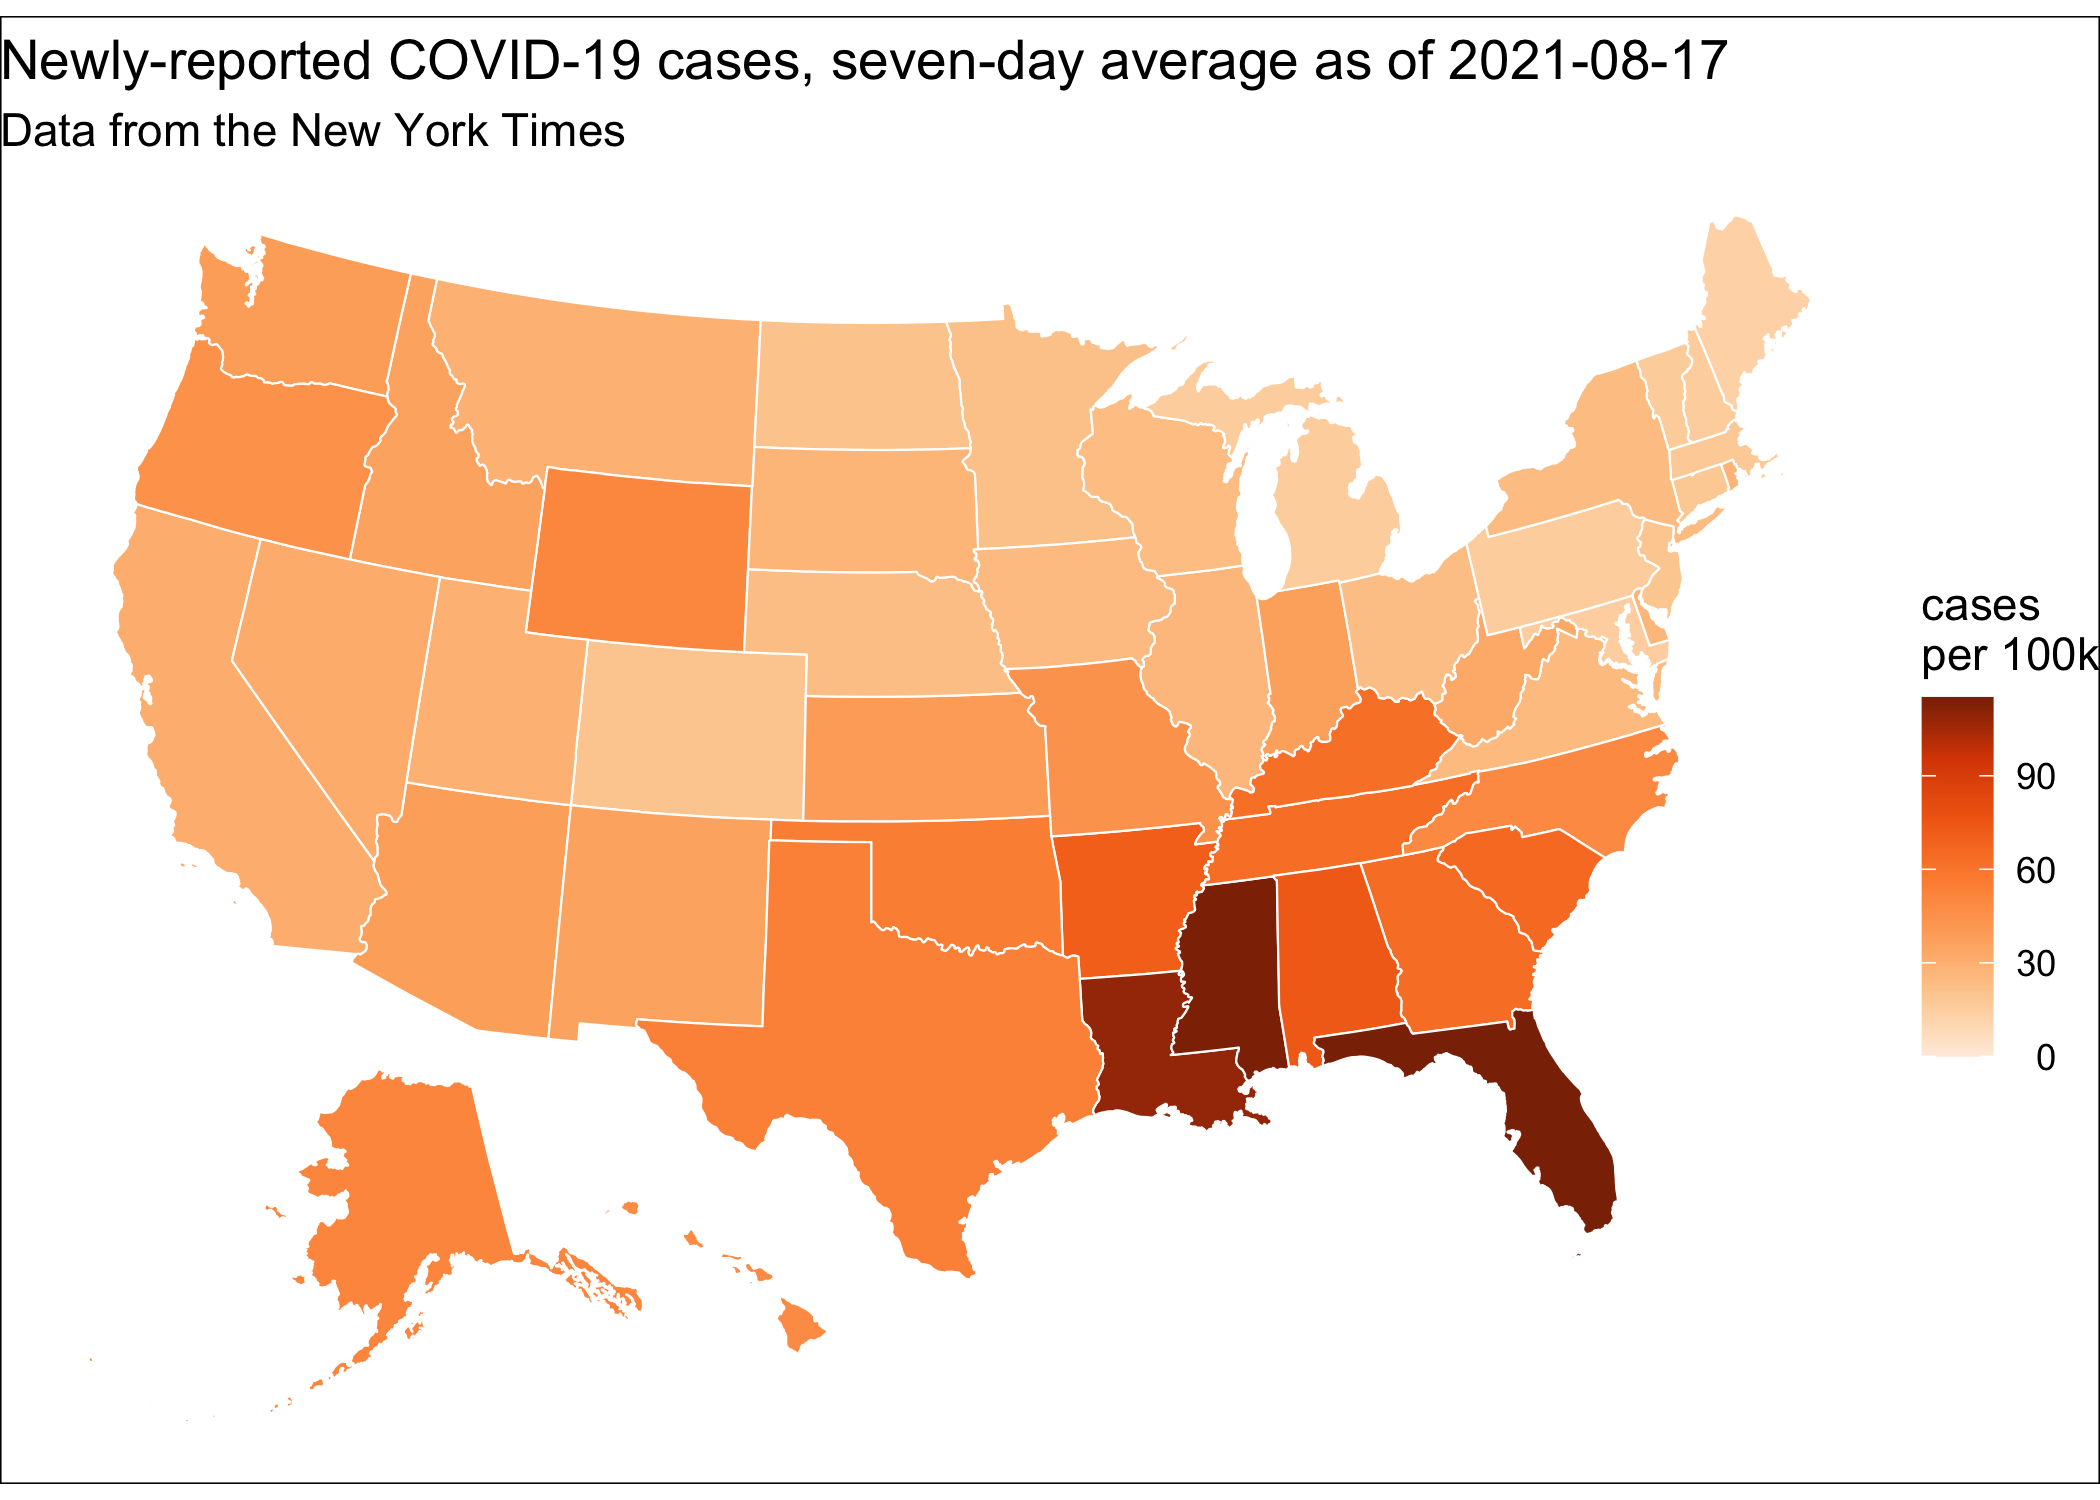 Newly-reported COVID-19 cases, seven-day average as of 2021-08-17
Data from the New York Times
cases
per 100k
90
60
30
0